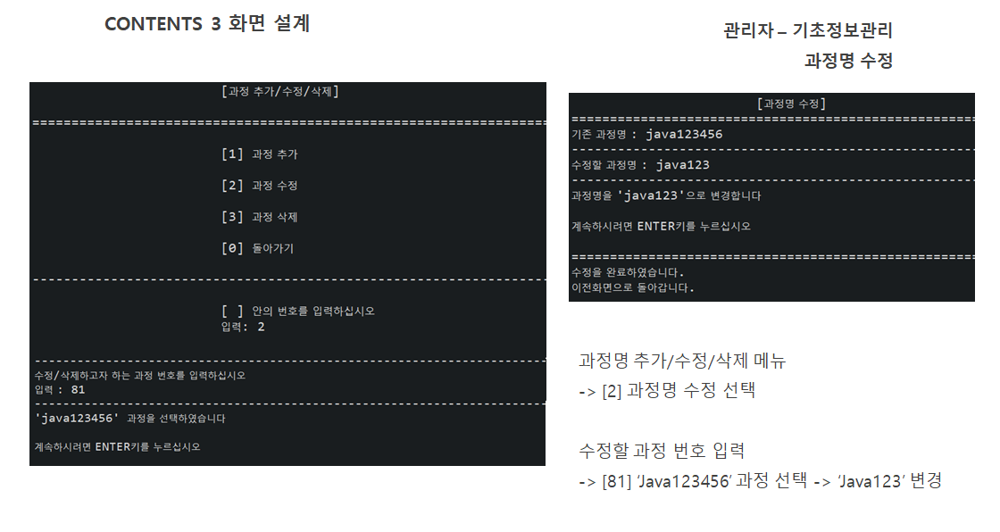 CONTENTS 3 화면 설계
관리자 – 기초정보관리
과정명 수정
[과정 추가/수정/삭제]
==================================================================
[1] 과정 추가
[2] 과정 수정
[3] 과정 삭제
[0] 돌아가기
------------------------------------------------------------------
[ ] 안의 번호를 입력하십시오
입력: 2
------------------------------------------------------------------
수정/삭제하고자 하는 과정 번호를 입력하십시오
입력 : 81
------------------------------------------------------------------
'java123456' 과정을 선택하였습니다
계속하시려면 ENTER키를 누르십시오
[과정명 수정]
====================================================
기존 과정명 : java123456
----------------------------------------------------
수정할 과정명 : java123
----------------------------------------------------
과정명을 'java123'으로 변경합니다
계속하시려면 ENTER키를 누르십시오
====================================================
수정을 완료하였습니다.
이전화면으로 돌아갑니다.
과정명 추가/수정/삭제 메뉴
-> [2] 과정명 수정 선택
수정할 과정 번호 입력
-> [81] ‘Java123456’ 과정 선택 -> ‘Java123’ 변경